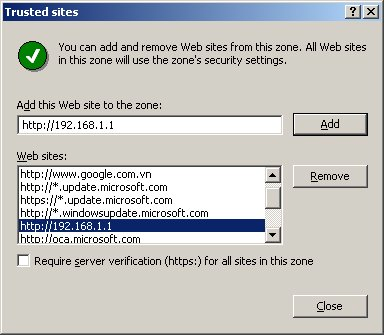 Trusted sites
You can add and remove Web sites from this zone. All Web sites
in this zone will use the zone's security settings.
Add this Web site to the zone:
http://192.168.1.1
Add
Web sites:
http://www.google.com.vn
http://*.update.microsoft.com
https://*.update.microsoft.com
http://*.windowsupdate.microsoft.com
http://192.168.1.1
http://oca.microsoft.com
Remove
Require server verification (https:) for all sites in this zone
Close